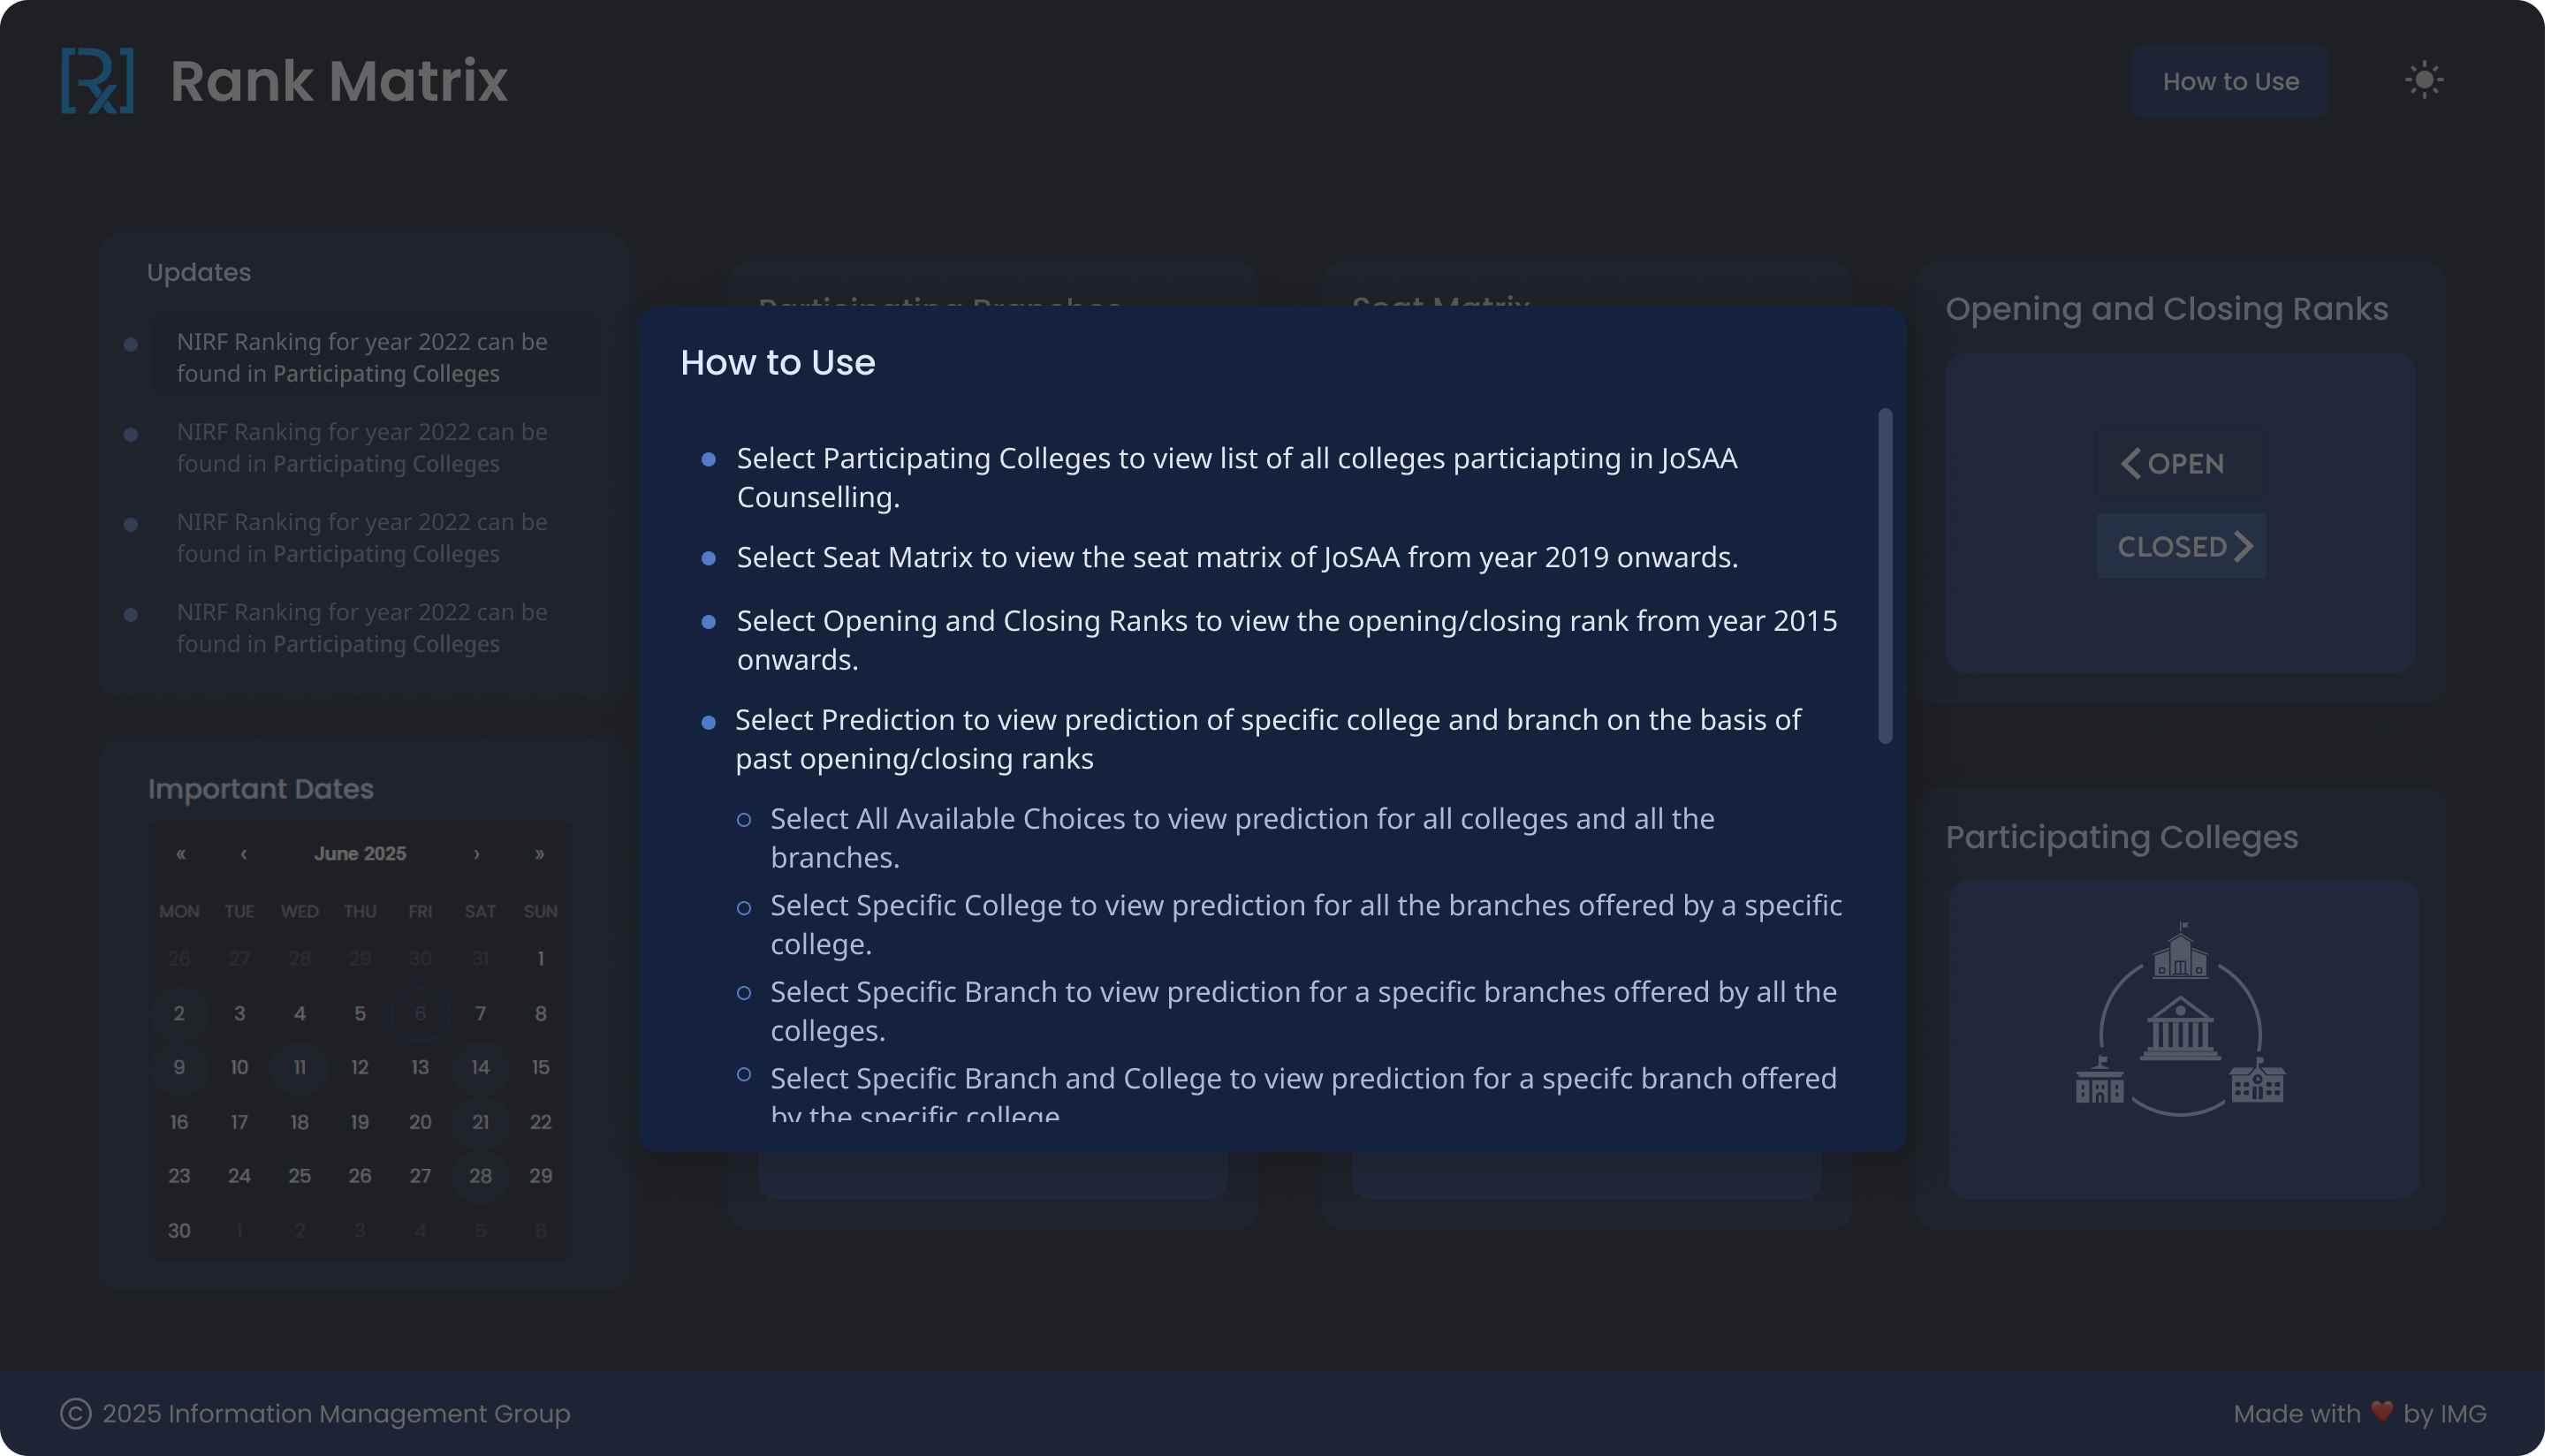 Rx
Rank Matrix
How to Use
Updates
NIRF Ranking for year 2022 can be
found in Participating Colleges
NIRF Ranking for year 2022 can be
found in Participating Colleges
NIRF Ranking for year 2022 can be
found in Participating Colleges
NIRF Ranking for year 2022 can be
found in Participating Colleges
Important Dates
« ‹ June 2025 › »
MON TUE WED THU FRI SAT SUN
26 27 28 29 30 31 1
2 3 4 5 6 7 8
9 10 11 12 13 14 15
16 17 18 19 20 21 22
23 24 25 26 27 28 29
30 1 2 3 4 5 6
Participating Branches
Seat Matrix
How to Use
Select Participating Colleges to view list of all colleges particiapting in JoSAA
Counselling.
Select Seat Matrix to view the seat matrix of JoSAA from year 2019 onwards.
Select Opening and Closing Ranks to view the opening/closing rank from year 2015
onwards.
Select Prediction to view prediction of specific college and branch on the basis of
past opening/closing ranks
Select All Available Choices to view prediction for all colleges and all the
branches.
Select Specific College to view prediction for all the branches offered by a specific
college.
Select Specific Branch to view prediction for a specific branches offered by all the
colleges.
Select Specific Branch and College to view prediction for a specifc branch offered
by the specific college
Opening and Closing Ranks
OPEN
CLOSED
Participating Colleges
© 2025 Information Management Group
Made with ❤️ by IMG